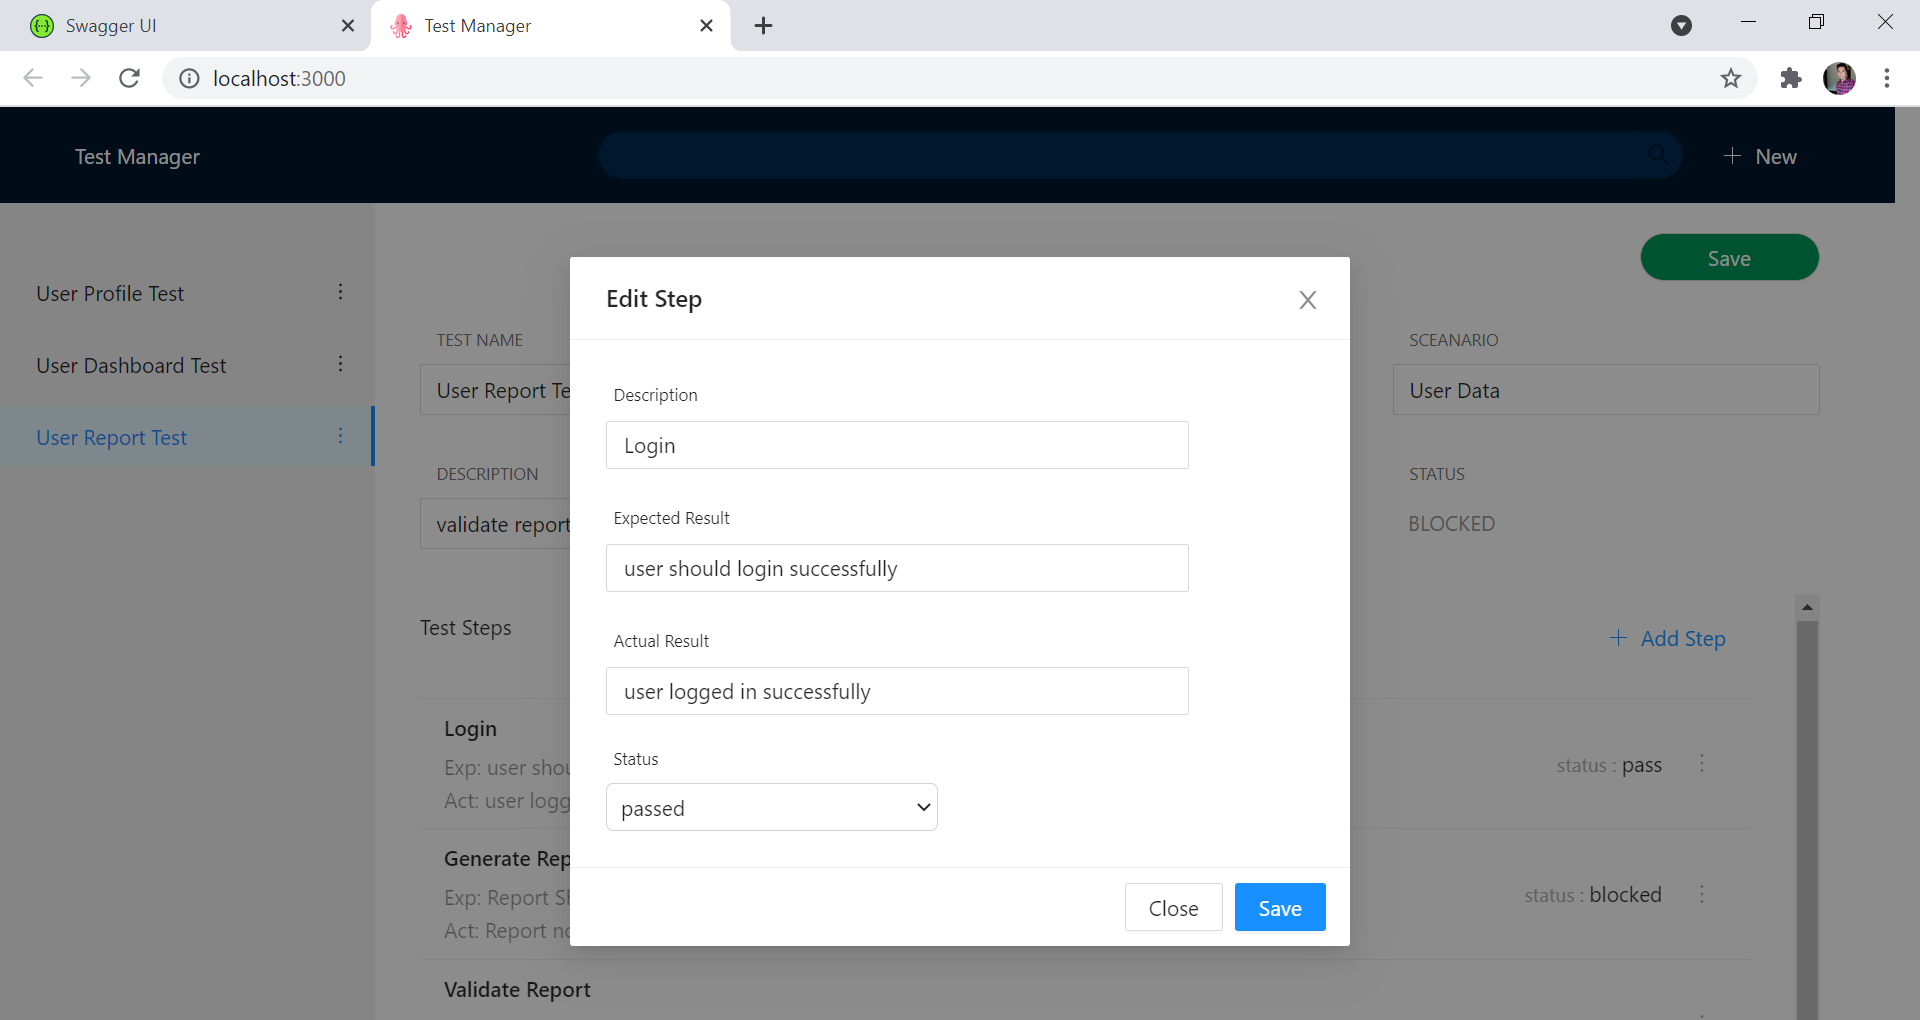 Swagger UI
Test Manager
localhost:3000
Test Manager
New
User Profile Test
User Dashboard Test
User Report Test
Save
TEST NAME
User Report Te
SCEANARIO
User Data
DESCRIPTION
validate report
STATUS
BLOCKED
Test Steps
Add Step
Login
Exp: user shou
Act: user logg
status : pass
Generate Rep
Exp: Report Sh
Act: Report no
status : blocked
Validate Report
Edit Step
Description
Login
Expected Result
user should login successfully
Actual Result
user logged in successfully
Status
passed
Close
Save